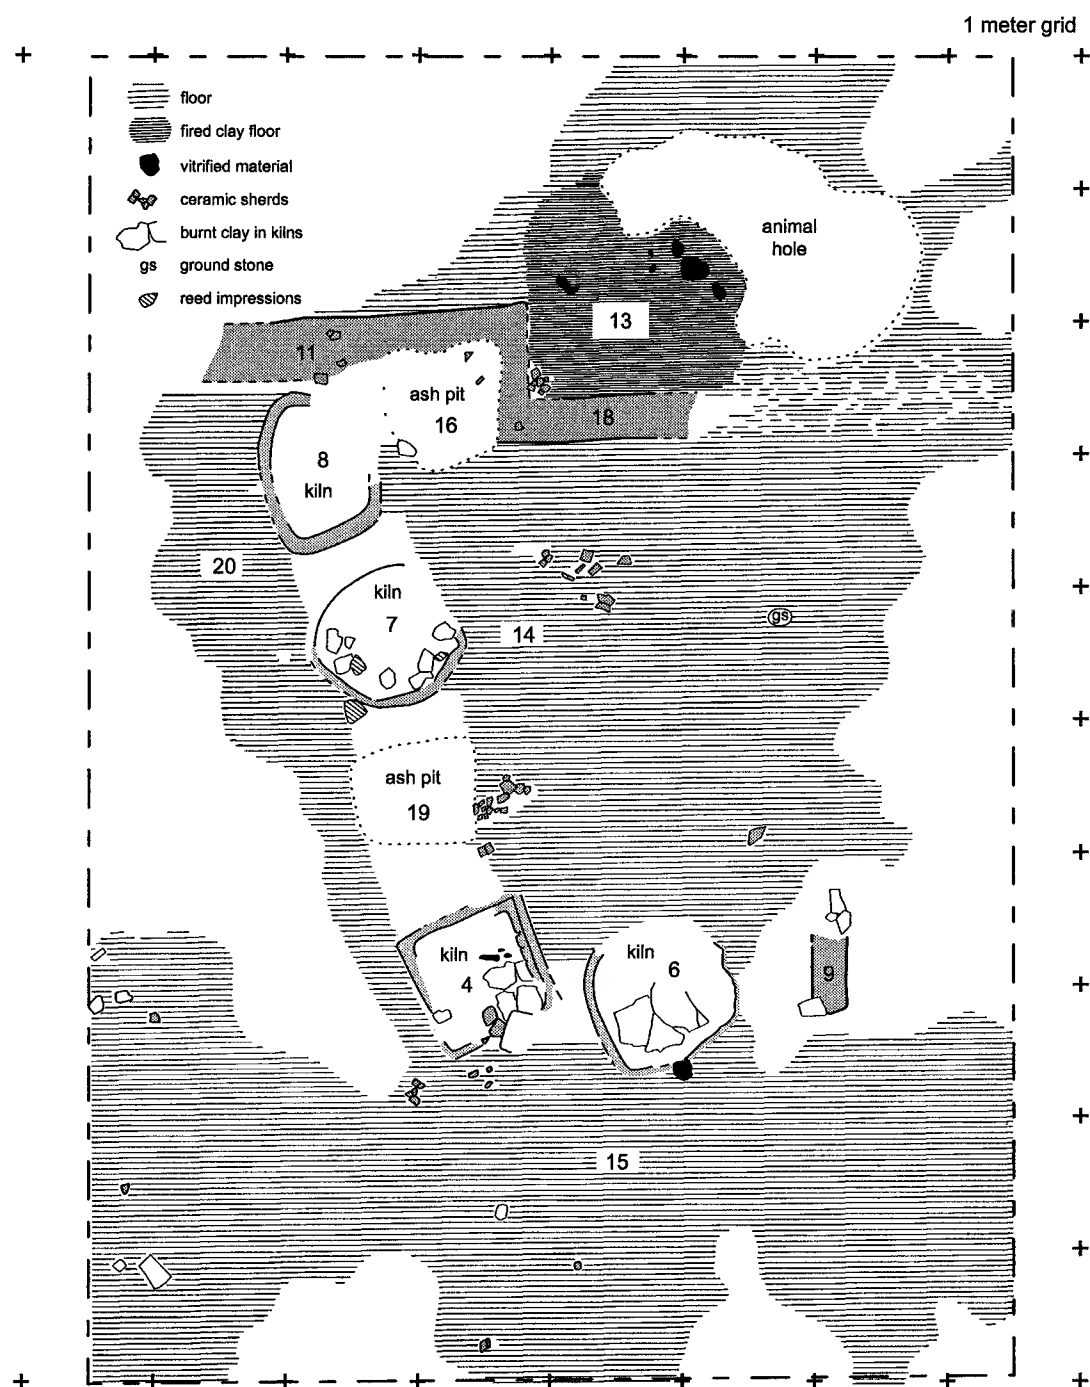 1 meter grid
floor
fired clay floor
vitrified material
ceramic sherds
burnt clay in kilns
gs ground stone
reed impressions
animal
hole
13
11
ash pit
16
18
8
kiln
20
kiln
7
14
gs
ash pit
19
kiln
4
kiln
6
9
15